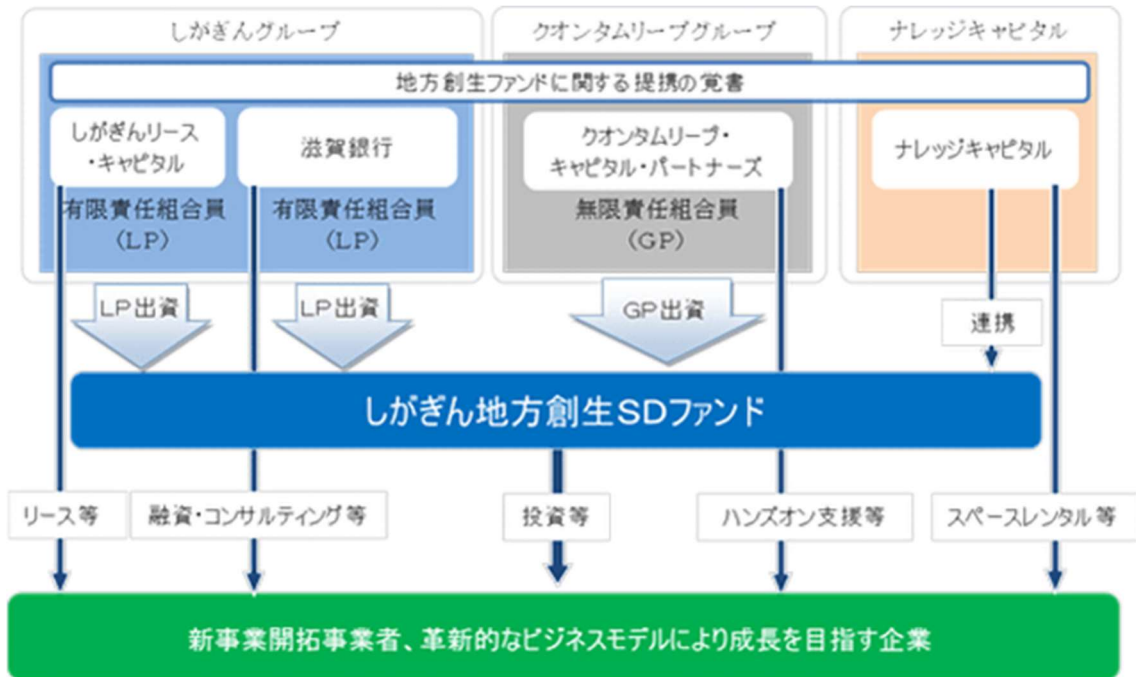 しがぎんグループ
クオンタムリープグループ
ナレッジキャピタル
地方創生ファンドに関する提携の覚書
しがぎんリース
・キャピタル
滋賀銀行
クオンタムリープ・
キャピタル・パートナーズ
ナレッジキャピタル
有限責任組合員
(LP)
有限責任組合員
(LP)
無限責任組合員
(GP)
LP出資
LP出資
GP出資
連携
しがぎん地方創生SDファンド
リース等
融資・コンサルティング等
投資等
ハンズオン支援等
スペースレンタル等
新事業開拓事業者、革新的なビジネスモデルにより成長を目指す企業